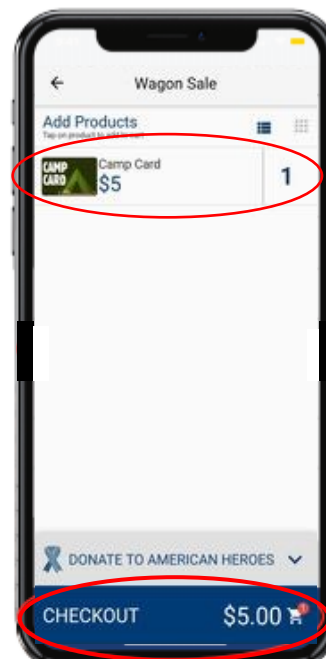 Wagon Sale
Add Products
Tap on product to add to cart
CAMP
CARD
Camp Card
$5
1
DONATE TO AMERICAN HEROES
CHECKOUT $5.00
1